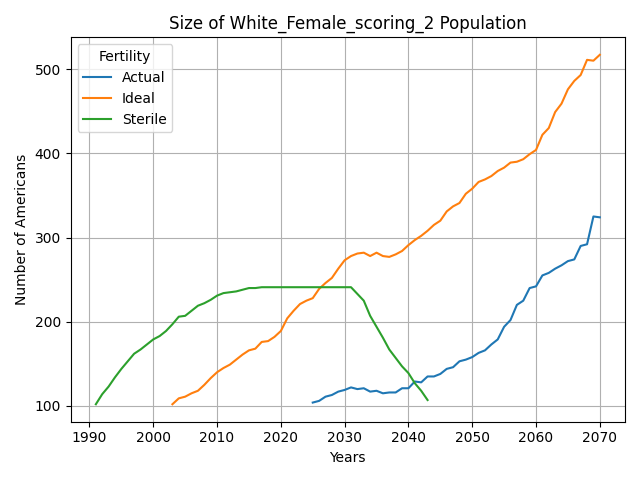 Size of White_Female_scoring_2 Population
Fertility
Actual
Ideal
Sterile
Number of Americans
500
400
300
200
100
1990 2000 2010 2020 2030 2040 2050 2060 2070
Years